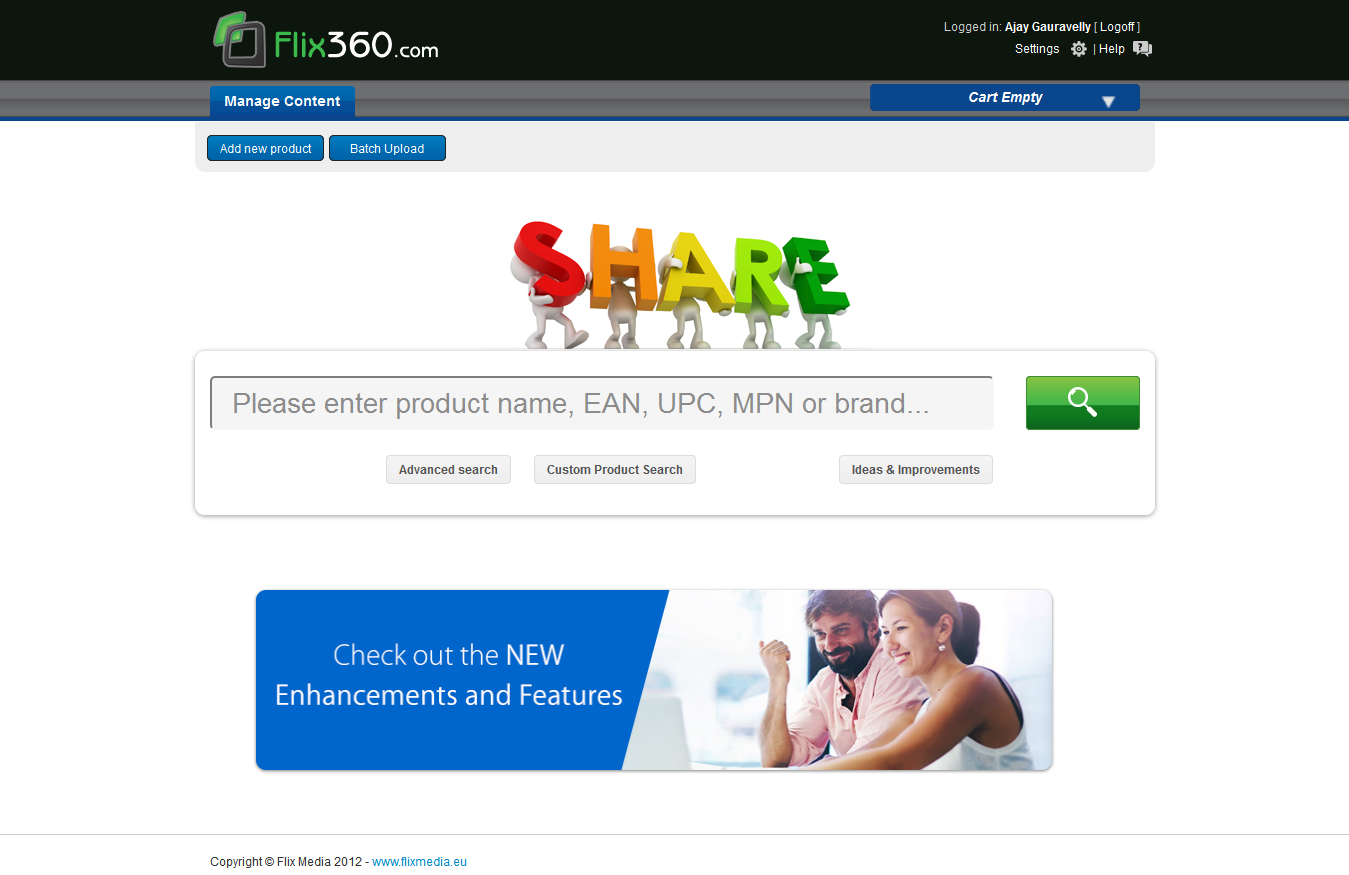 Flix360.com
Logged in: Ajay Gauravelly [ Logoff ]
Settings | Help
Manage Content
Cart Empty
Add new product
Batch Upload
SHARE
Please enter product name, EAN, UPC, MPN or brand...
Advanced search
Custom Product Search
Ideas & Improvements
Check out the NEW
Enhancements and Features
Copyright © Flix Media 2012 - www.flixmedia.eu